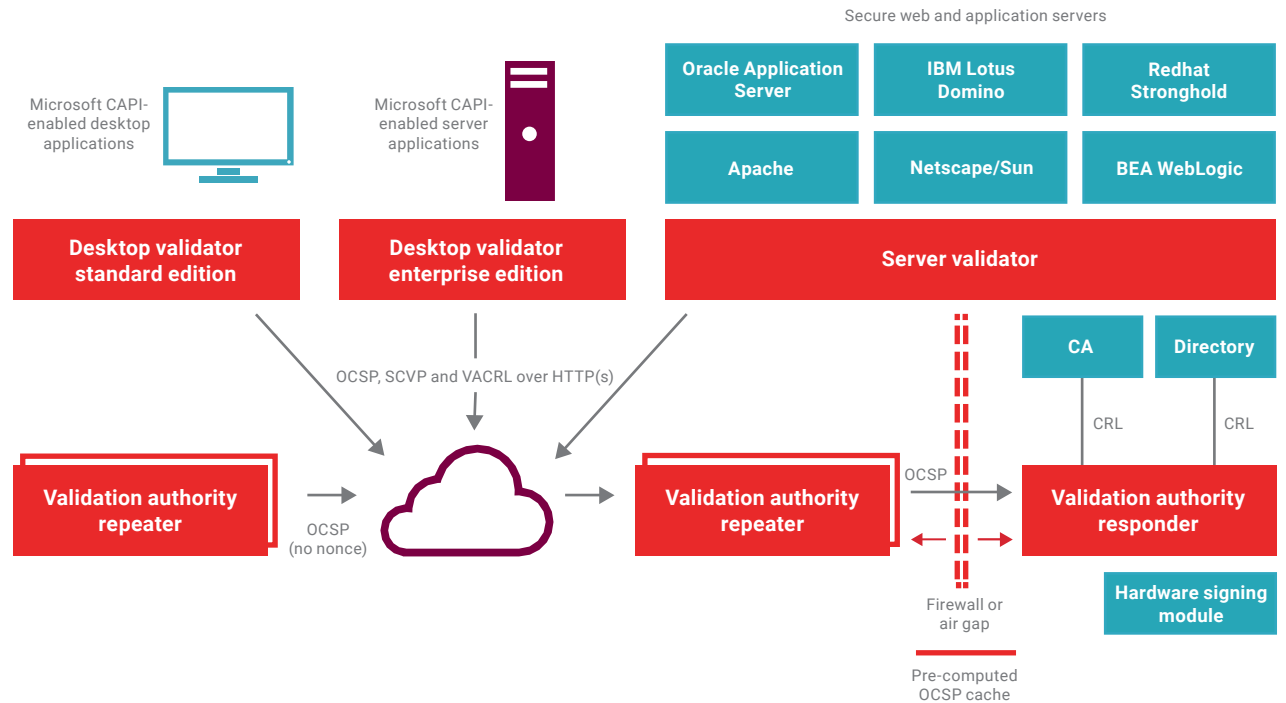 Secure web and application servers
Microsoft CAPI-
enabled desktop
applications
Microsoft CAPI-
enabled server
applications
Oracle Application
Server
IBM Lotus
Domino
Redhat
Stronghold
Apache
Netscape/Sun
BEA WebLogic
Desktop validator
standard edition
Desktop validator
enterprise edition
Server validator
OCSP, SCVP and VACRL over HTTP(s)
CA
Directory
CRL
CRL
Validation authority
repeater
OCSP
(no nonce)
Validation authority
repeater
OCSP
Validation authority
responder
Firewall or
air gap
Hardware signing
module
Pre-computed
OCSP cache